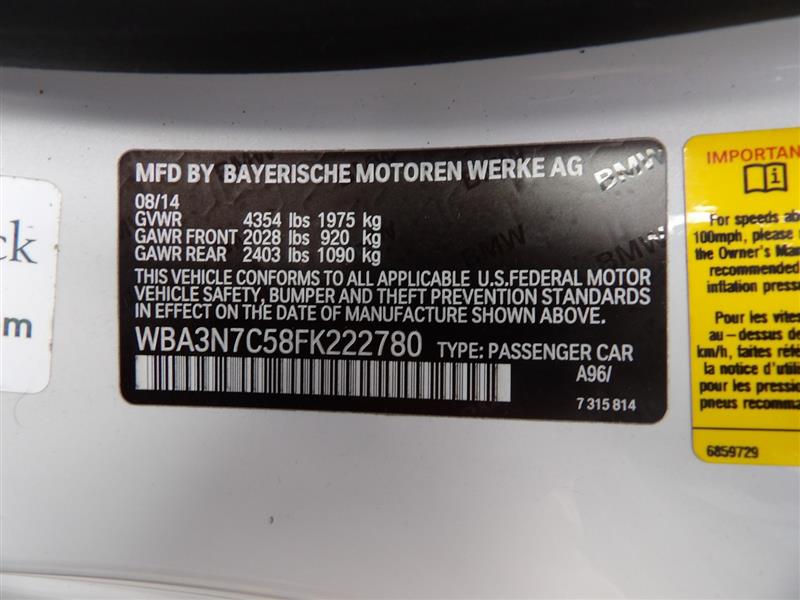 MFD BY BAYERISCHE MOTOREN WERKE AG
BMW
08/14
GVWR 4354 lbs 1975 kg
GAWR FRONT 2028 lbs 920 kg
GAWR REAR 2403 lbs 1090 kg
BMW
BMW
THIS VEHICLE CONFORMS TO ALL APPLICABLE U.S.FEDERAL MOTOR
VEHICLE SAFETY, BUMPER AND THEFT PREVENTION STANDARDS
IN EFFECT ON THE DATE OF MANUFACTURE SHOWN ABOVE.
WBA3N7C58FK222780 TYPE: PASSENGER CAR
A96/
7 315 814
ck
m
IMPORTAN
For speeds ab
100mph, please
the Owner's Man
recommended
inflation press
Pour les vites
au-dessus de
km/h, faites référ
la notice d'utili
pour les pression
pneus recomma
6859729